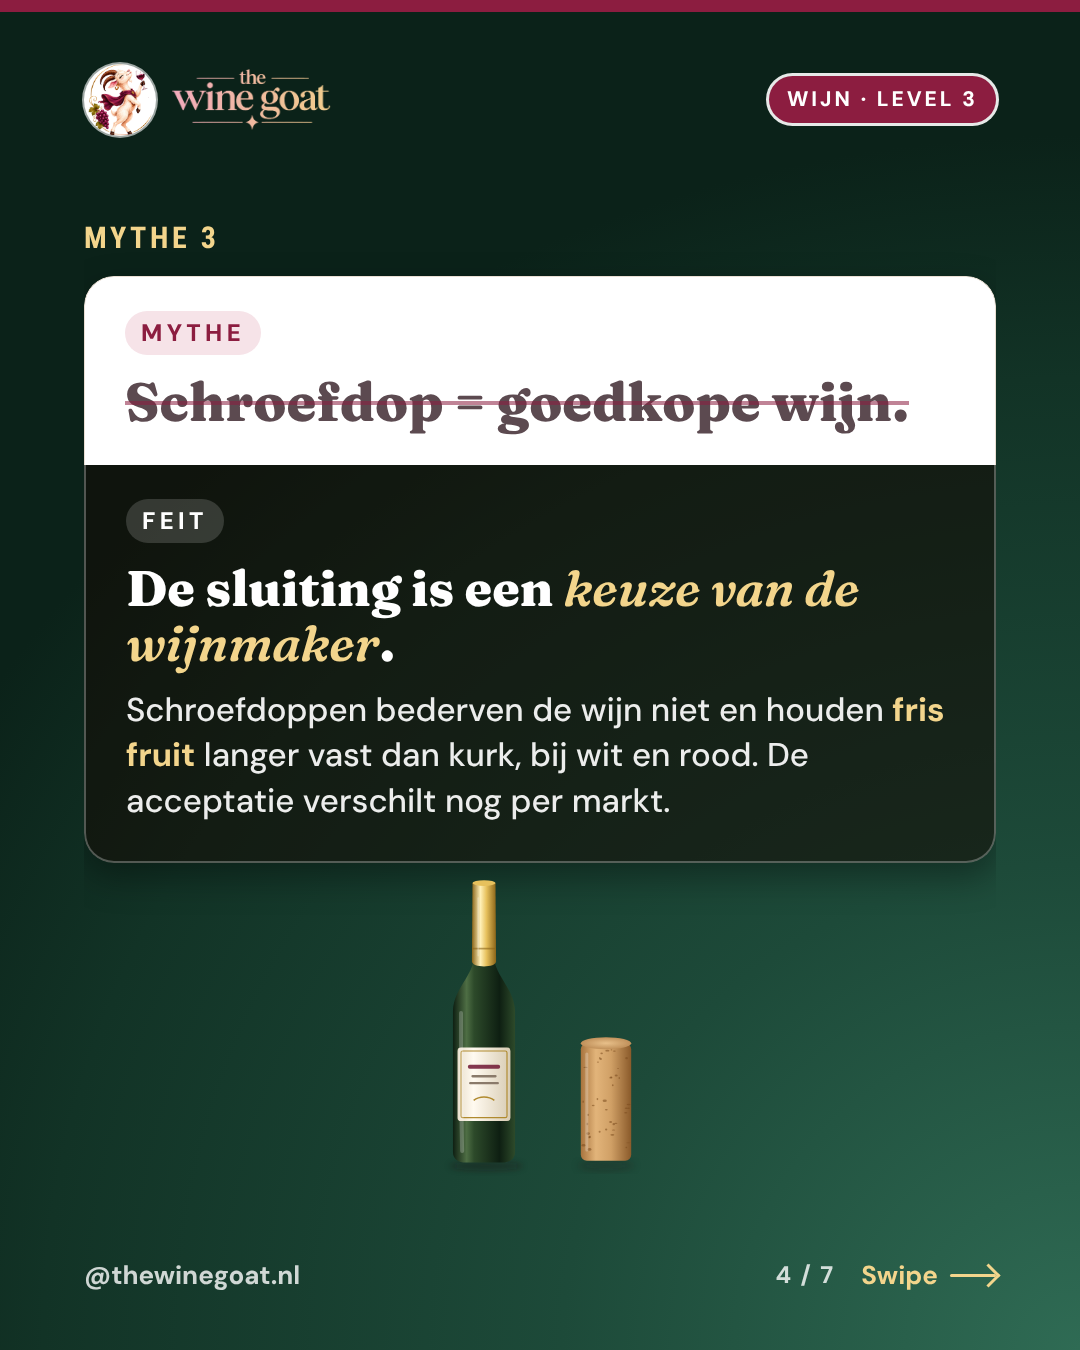 the
wine goat
WIJN · LEVEL 3
MYTHE 3
MYTHE
Schroefdop = goedkope wijn.
FEIT
De sluiting is een keuze van de
wijnmaker.
Schroefdoppen bederven de wijn niet en houden fris
fruit langer vast dan kurk, bij wit en rood. De
acceptatie verschilt nog per markt.
@thewinegoat.nl
4 / 7 Swipe